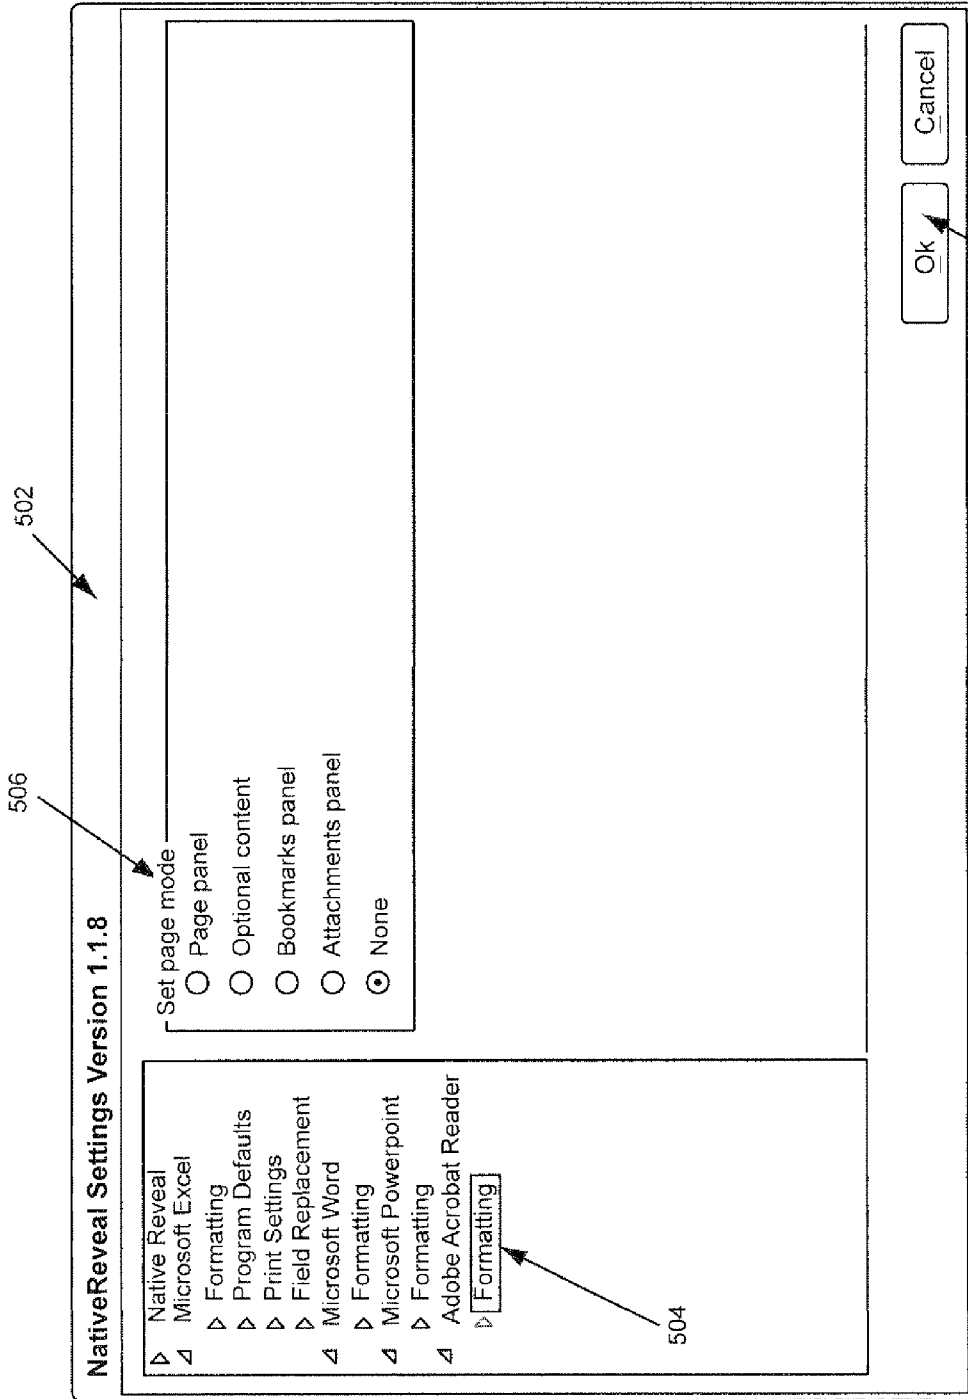 502
506
NativeReveal Settings Version 1.1.8
Native Reveal
Microsoft Excel
Formatting
Program Defaults
Print Settings
Field Replacement
Microsoft Word
Formatting
Microsoft Powerpoint
Formatting
Adobe Acrobat Reader
Formatting
504
Set page mode
Page panel
Optional content
Bookmarks panel
Attachments panel
None
Ok
Cancel